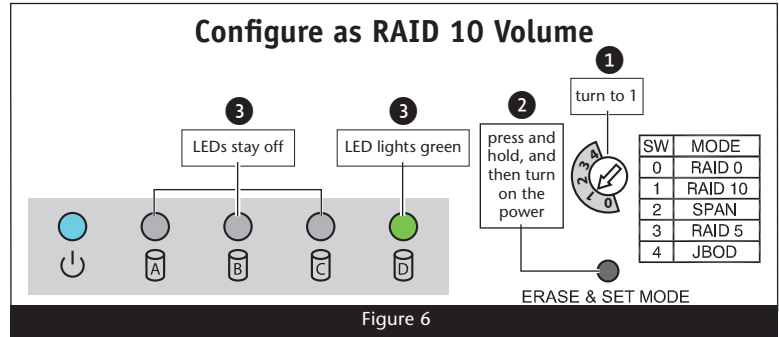 Configure as RAID 10 Volume
1
turn to 1
3
LEDs stay off
3
LED lights green
2
press and
hold, and
then turn
on the
power
0 1 2 3 4
SW MODE
0 RAID 0
1 RAID 10
2 SPAN
3 RAID 5
4 JBOD
A
B
C
D
ERASE & SET MODE
Figure 6